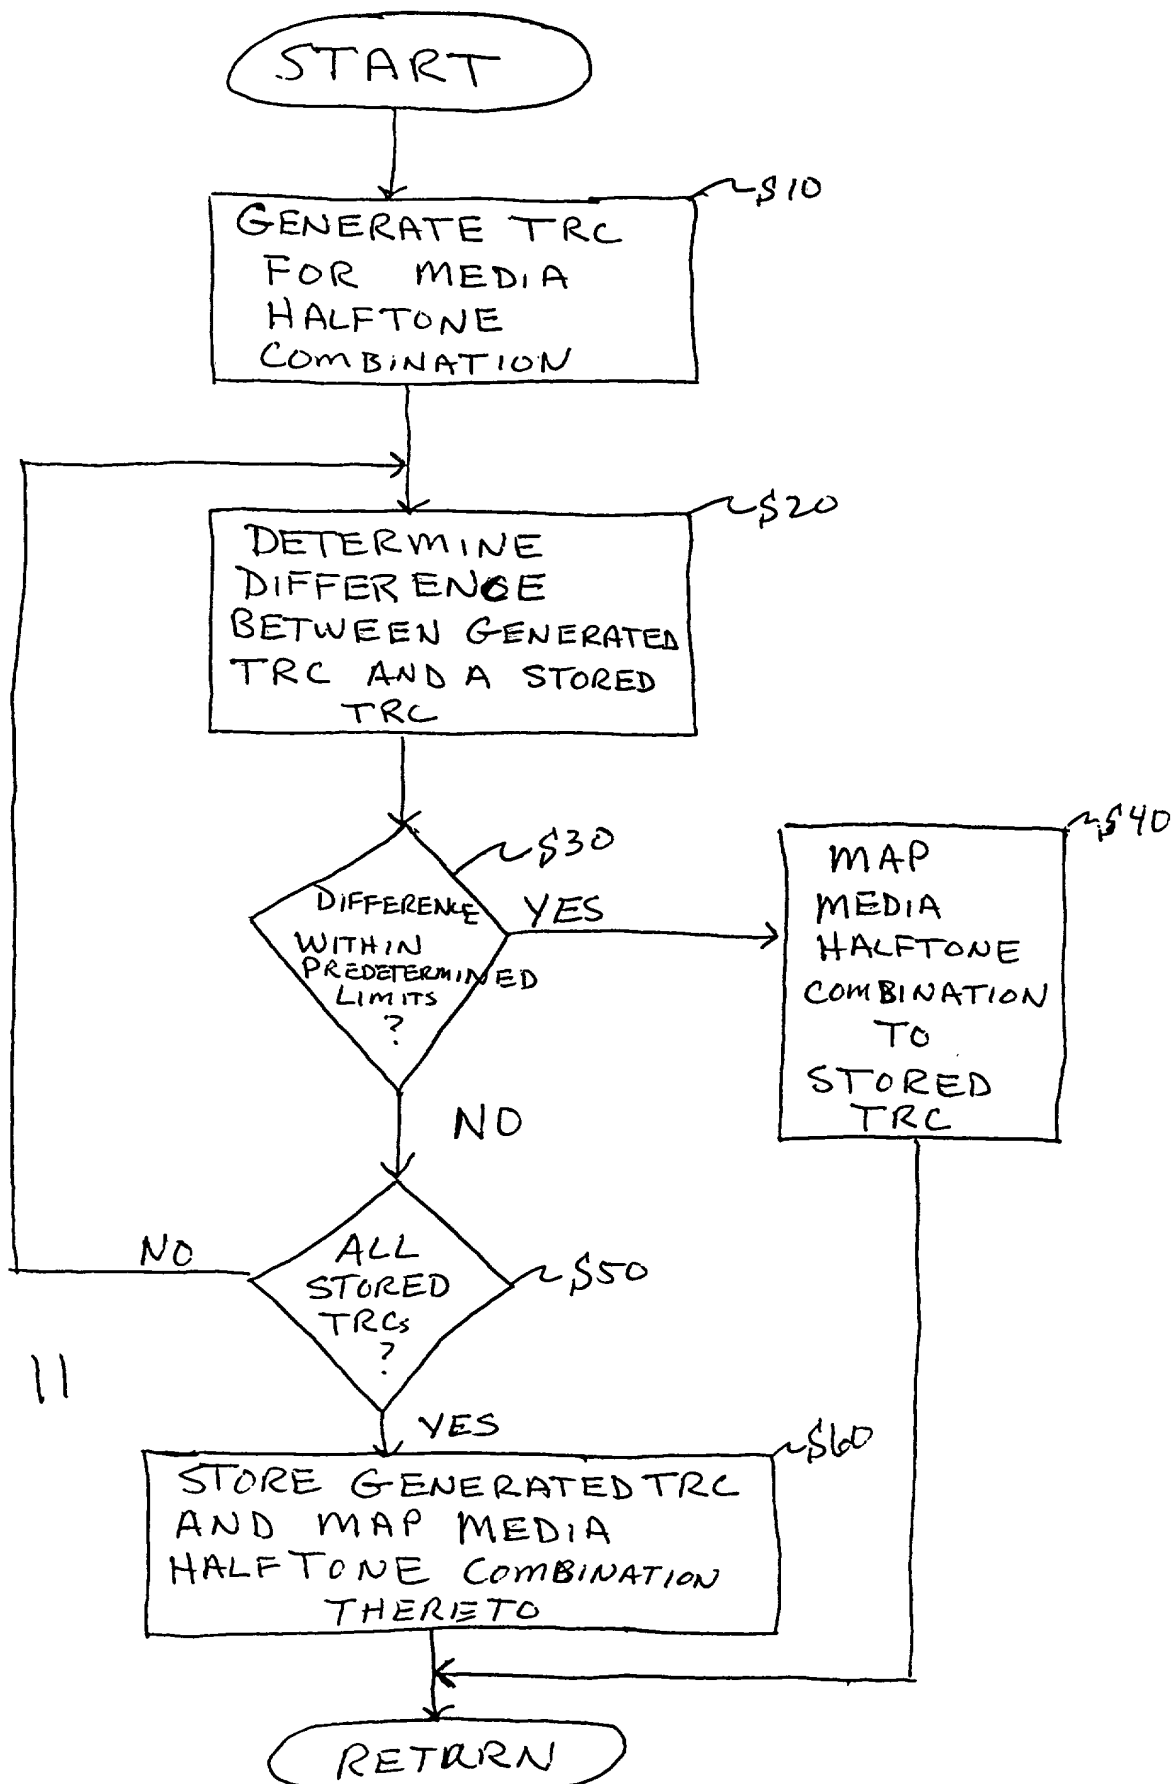 START
S10
GENERATE TRC
FOR MEDIA
HALFTONE
COMBINATION
S20
DETERMINE
DIFFERENCE
BETWEEN GENERATED
TRC AND A STORED
TRC
S30
DIFFERENCE
WITHIN
PREDETERMINED
LIMITS
?
YES
S40
MAP
MEDIA
HALFTONE
COMBINATION
TO
STORED
TRC
NO
ALL
STORED
TRCs
?
S50
NO
11
YES
S60
STORE GENERATED TRC
AND MAP MEDIA
HALFTONE COMBINATION
THERETO
RETURN